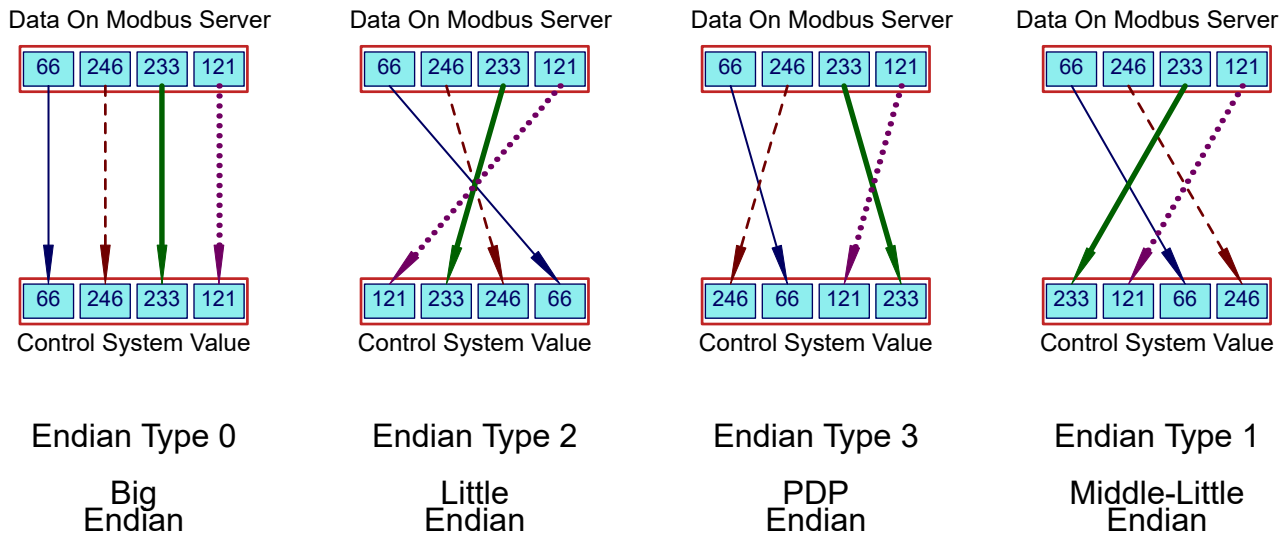 Data On Modbus Server
66 246 233 121
66 246 233 121
Control System Value
Endian Type 0
Big
Endian
Data On Modbus Server
66 246 233 121
121 233 246 66
Control System Value
Endian Type 2
Little
Endian
Data On Modbus Server
66 246 233 121
246 66 121 233
Control System Value
Endian Type 3
PDP
Endian
Data On Modbus Server
66 246 233 121
233 121 66 246
Control System Value
Endian Type 1
Middle-Little
Endian